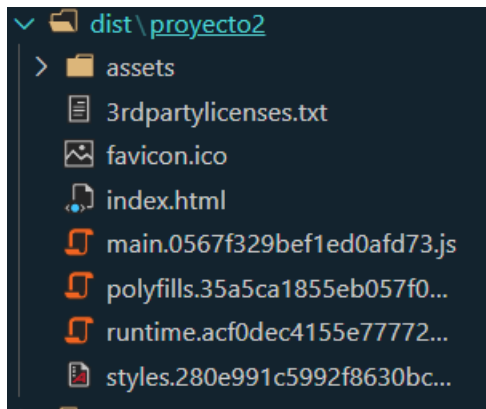 dist\proyecto2
assets
3rdpartylicenses.txt
favicon.ico
index.html
main.0567f329bef1ed0afd73.js
polyfills.35a5ca1855eb057f0...
runtime.acf0dec4155e77772...
styles.280e991c5992f8630bc...